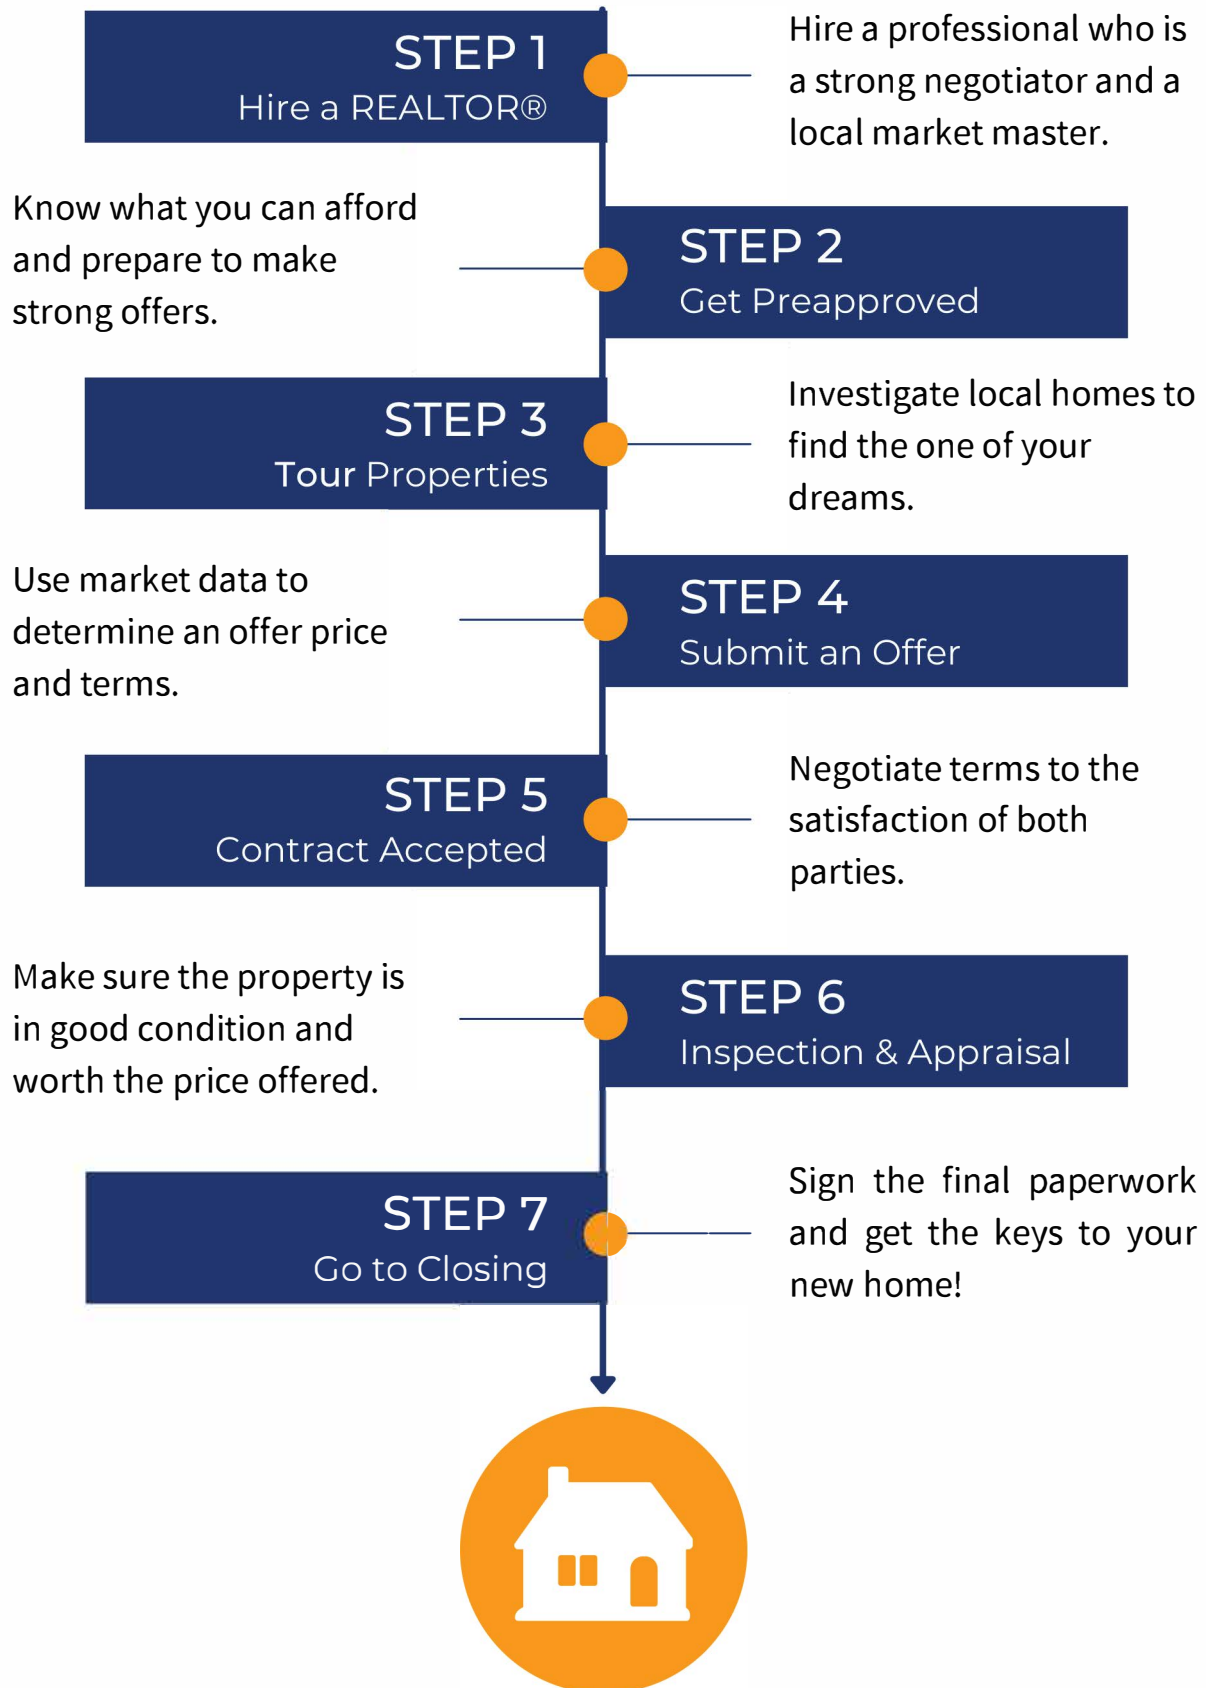 STEP 1
Hire a REALTOR®
Hire a professional who is
a strong negotiator and a
local market master.
STEP 2
Get Preapproved
Know what you can afford
and prepare to make
strong offers.
STEP 3
Tour Properties
Investigate local homes to
find the one of your
dreams.
STEP 4
Submit an Offer
Use market data to
determine an offer price
and terms.
STEP 5
Contract Accepted
Negotiate terms to the
satisfaction of both
parties.
STEP 6
Inspection & Appraisal
Make sure the property is
in good condition and
worth the price offered.
STEP 7
Go to Closing
Sign the final paperwork
and get the keys to your
new home!